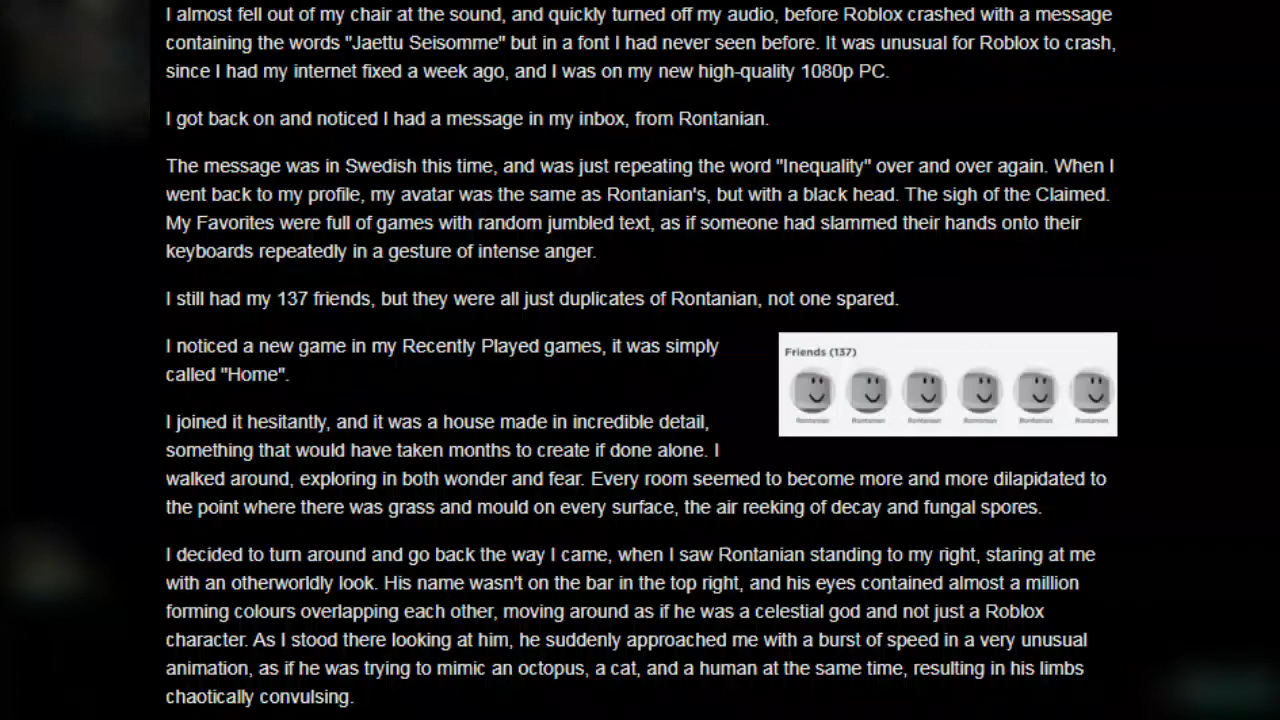 I almost fell out of my chair at the sound, and quickly turned off my audio, before Roblox crashed with a message
containing the words "Jaettu Seisomme" but in a font I had never seen before. It was unusual for Roblox to crash,
since I had my internet fixed a week ago, and I was on my new high-quality 1080p PC.
I got back on and noticed I had a message in my inbox, from Rontanian.
The message was in Swedish this time, and was just repeating the word "Inequality" over and over again. When I
went back to my profile, my avatar was the same as Rontanian's, but with a black head. The sigh of the Claimed.
My Favorites were full of games with random jumbled text, as if someone had slammed their hands onto their
keyboards repeatedly in a gesture of intense anger.
I still had my 137 friends, but they were all just duplicates of Rontanian, not one spared.
I noticed a new game in my Recently Played games, it was simply
called "Home".
Friends (137)
Rontanian Rontanian Rontanian Rontanian Rontanian Rontanian
I joined it hesitantly, and it was a house made in incredible detail,
something that would have taken months to create if done alone. I
walked around, exploring in both wonder and fear. Every room seemed to become more and more dilapidated to
the point where there was grass and mould on every surface, the air reeking of decay and fungal spores.
I decided to turn around and go back the way I came, when I saw Rontanian standing to my right, staring at me
with an otherworldly look. His name wasn't on the bar in the top right, and his eyes contained almost a million
forming colours overlapping each other, moving around as if he was a celestial god and not just a Roblox
character. As I stood there looking at him, he suddenly approached me with a burst of speed in a very unusual
animation, as if he was trying to mimic an octopus, a cat, and a human at the same time, resulting in his limbs
chaotically convulsing.